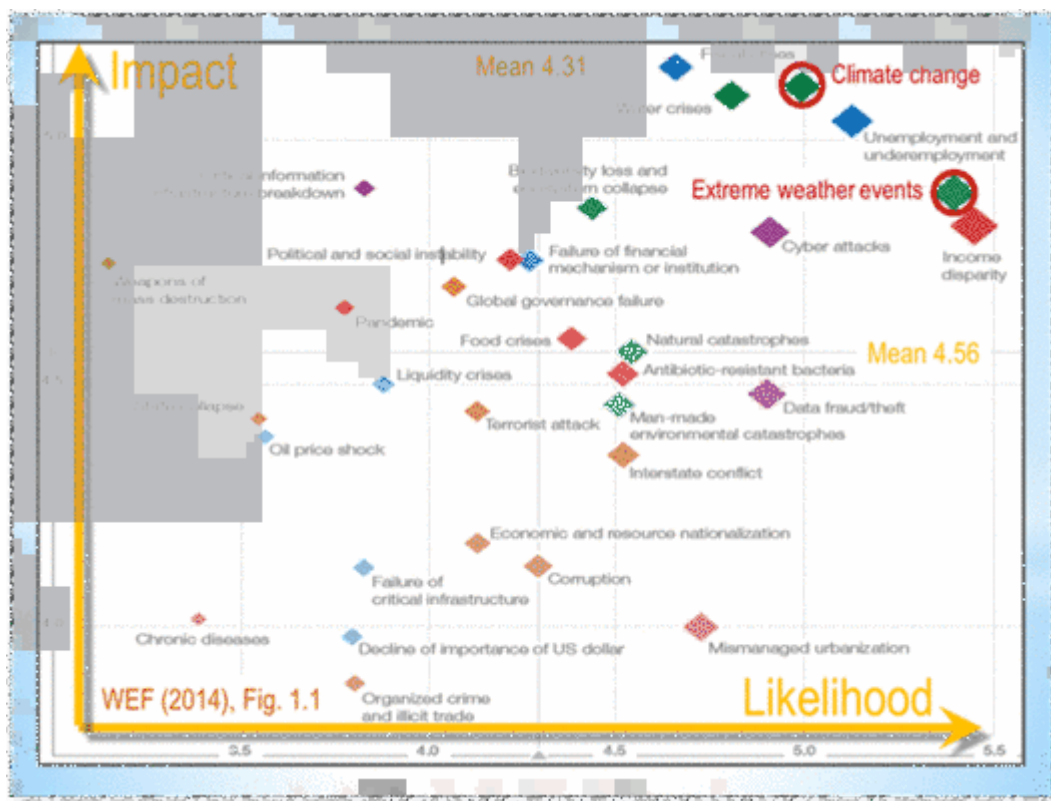 Impact
Mean 4.31
Climate change
crises
Unemployment and
underemployment
loss and
collapse
Extreme weather events
Political and social instability
Failure of financial
mechanism or institution
Cyber attacks
Income
disparity
Weapons of
mass destruction
Global governance failure
Pandemic
Food crises
Natural catastrophes
Mean 4.56
Liquidity crises
Antibiotic-resistant bacteria
Data fraud/theft
Terrorist attack
Man-made
environmental catastrophes
Oil price shock
Interstate conflict
Economic and resource nationalization
Corruption
Failure of
critical infrastructure
4.0
Chronic diseases
Decline of importance of US dollar
Mismanaged urbanization
WEF (2014), Fig. 1.1
Organized crime
and illicit trade
Likelihood
3.5 4.0 4.5 5.0 5.5